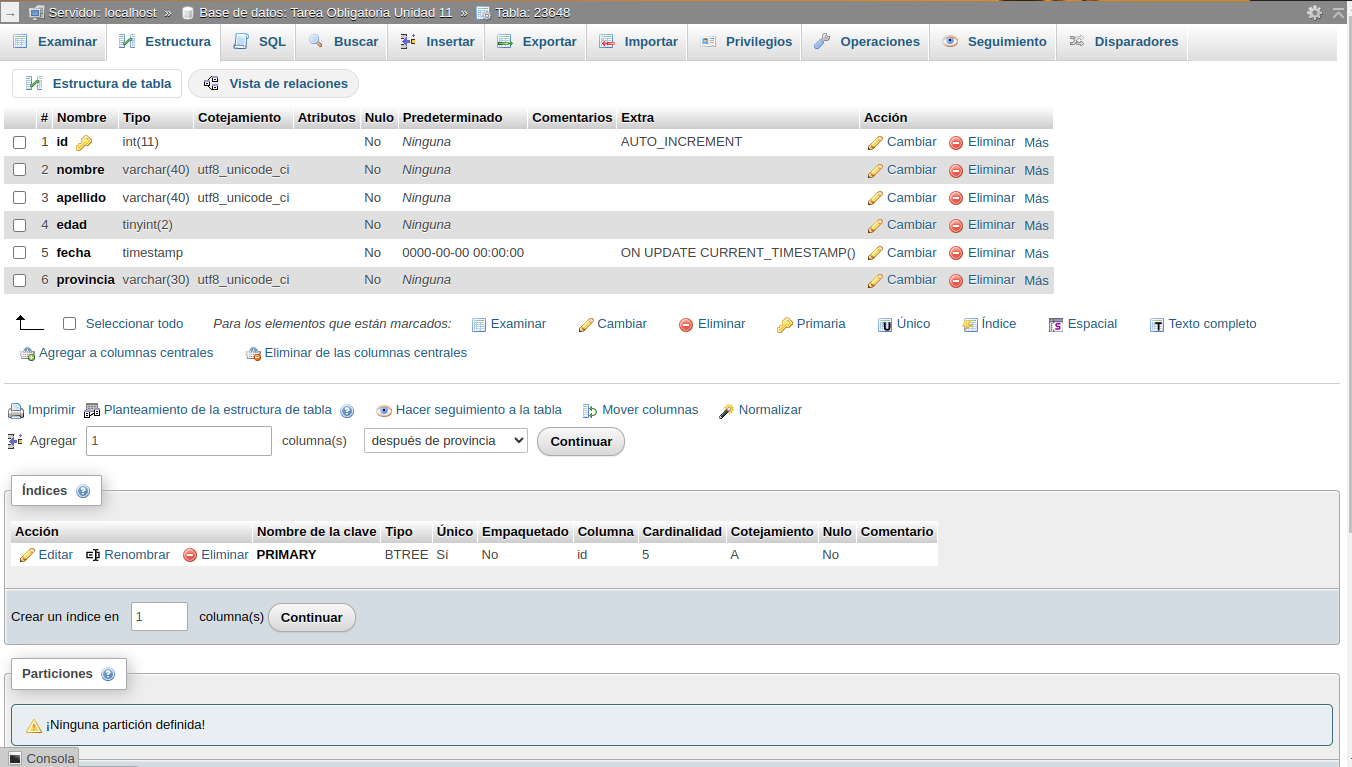 Servidor: localhost » Base de datos: Tarea Obligatoria Unidad 11 » Tabla: 23648
Examinar Estructura SQL Buscar Insertar Exportar Importar Privilegios Operaciones Seguimiento Disparadores
Estructura de tabla Vista de relaciones
# Nombre Tipo Cotejamiento Atributos Nulo Predeterminado Comentarios Extra Acción
1 id int(11) No Ninguna AUTO_INCREMENT Cambiar Eliminar Más
2 nombre varchar(40) utf8_unicode_ci No Ninguna Cambiar Eliminar Más
3 apellido varchar(40) utf8_unicode_ci No Ninguna Cambiar Eliminar Más
4 edad tinyint(2) No Ninguna Cambiar Eliminar Más
5 fecha timestamp No 0000-00-00 00:00:00 ON UPDATE CURRENT_TIMESTAMP() Cambiar Eliminar Más
6 provincia varchar(30) utf8_unicode_ci No Ninguna Cambiar Eliminar Más
Seleccionar todo Para los elementos que están marcados: Examinar Cambiar Eliminar Primaria Único Índice Espacial Texto completo
Agregar a columnas centrales Eliminar de las columnas centrales
Imprimir Planteamiento de la estructura de tabla Hacer seguimiento a la tabla Mover columnas Normalizar
Agregar 1 columna(s) después de provincia Continuar
Índices
Acción Nombre de la clave Tipo Único Empaquetado Columna Cardinalidad Cotejamiento Nulo Comentario
Editar Renombrar Eliminar PRIMARY BTREE Sí No id 5 A No
Crear un índice en 1 columna(s) Continuar
Particiones
¡Ninguna partición definida!
Consola